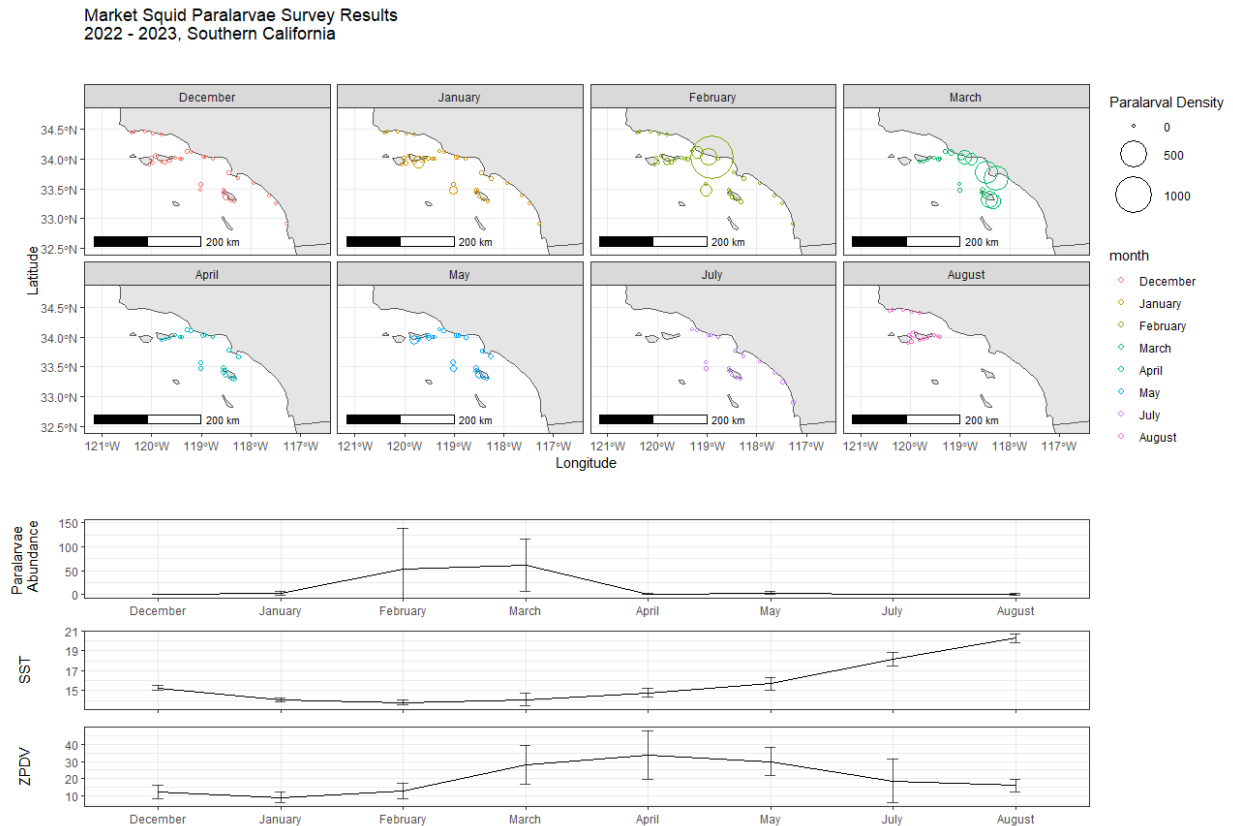 Market Squid Paralarvae Survey Results
2022 - 2023, Southern California
December
January
February
March
34.5°N
34.0°N
33.5°N
33.0°N
32.5°N
200 km
200 km
200 km
200 km
April
May
July
August
34.5°N
34.0°N
33.5°N
33.0°N
32.5°N
200 km
200 km
200 km
200 km
121°W 120°W 119°W 118°W 117°W
121°W 120°W 119°W 118°W 117°W
121°W 120°W 119°W 118°W 117°W
121°W 120°W 119°W 118°W 117°W
Latitude
Longitude
Paralarval Density
0
500
1000
month
December
January
February
March
April
May
July
August
Paralarvae
Abundance
150
100
50
0
December January February March April May July August
SST
21
19
17
15
ZPDV
40
30
20
10
December January February March April May July August